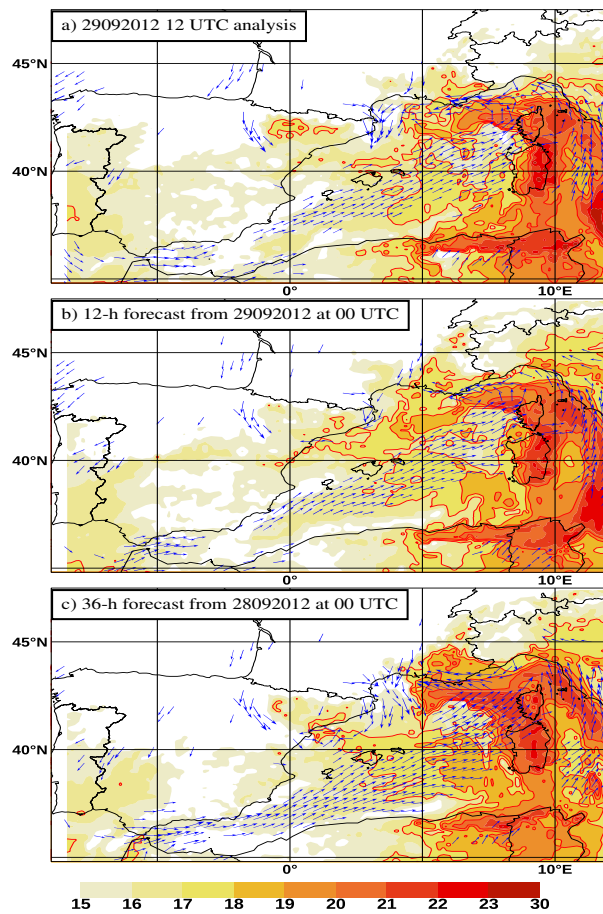 a) 29092012 12 UTC analysis
45°N
40°N
0°
10°E
b) 12-h forecast from 29092012 at 00 UTC
45°N
40°N
0°
10°E
c) 36-h forecast from 28092012 at 00 UTC
45°N
40°N
0°
10°E
15 16 17 18 19 20 21 22 23 30